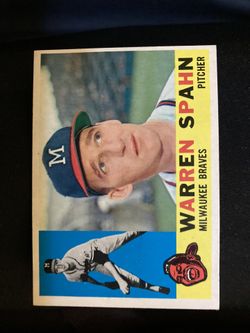 M
WARREN SPAHN
MILWAUKEE BRAVES PITCHER
M